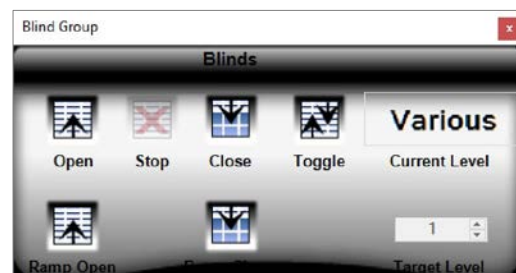 Blind Group
x
Blinds
Various
Open Stop Close Toggle Current Level
1
Ramp Open Target Level